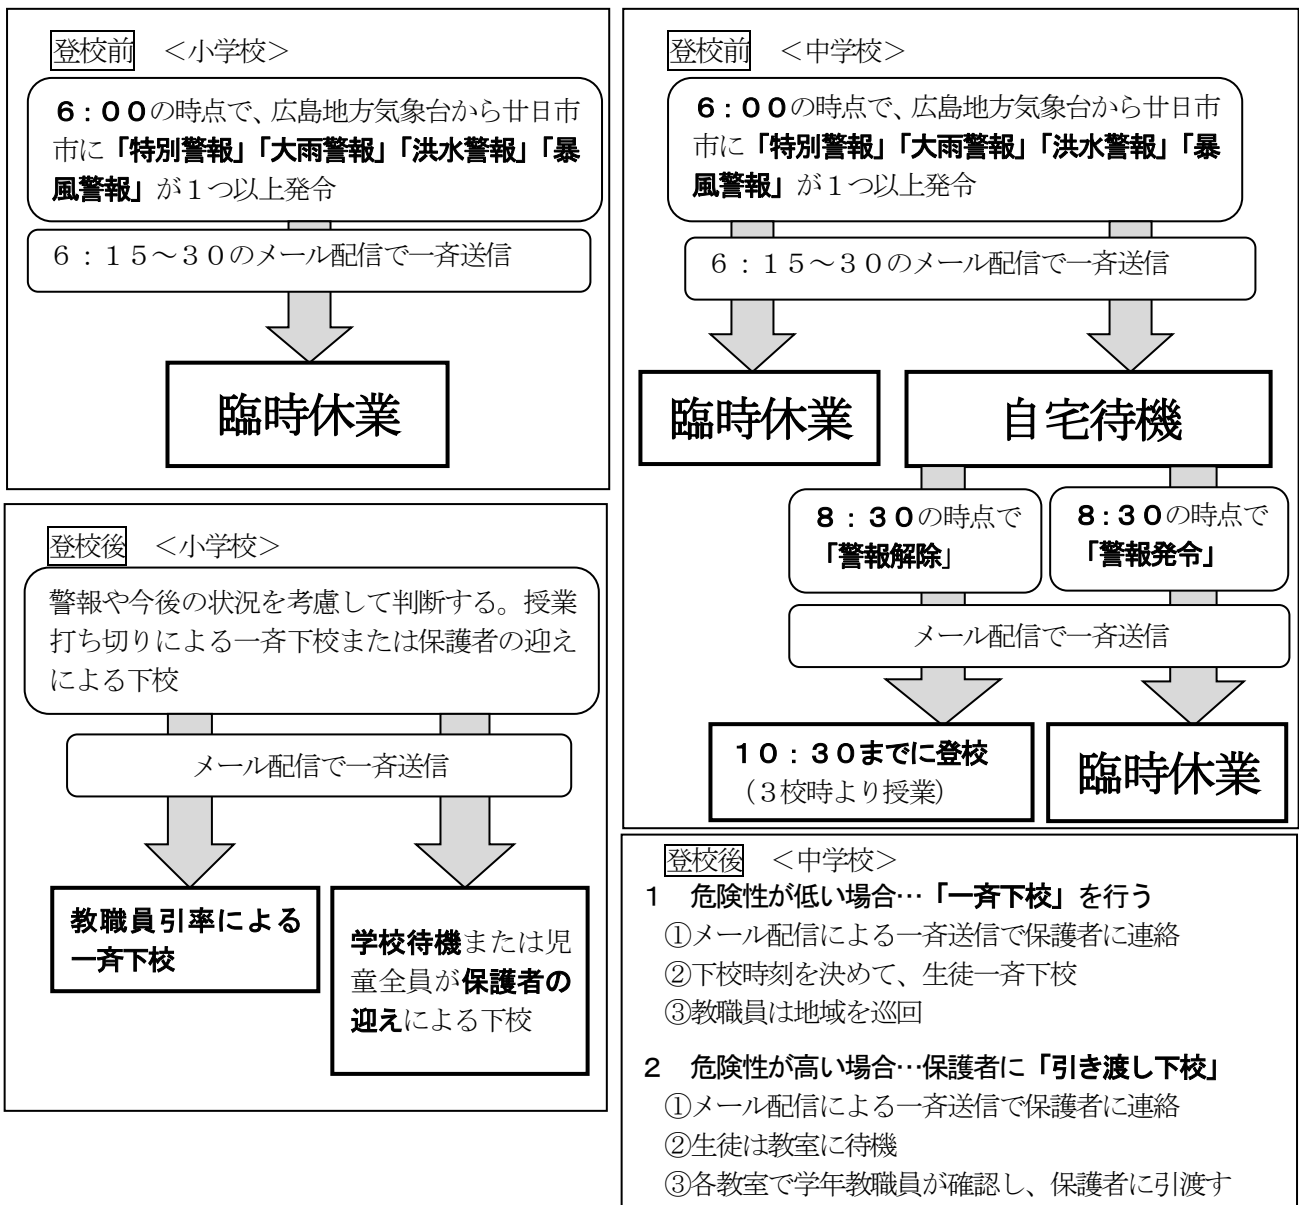 登校前 <小学校>
6:00の時点で、広島地方気象台から廿日市
市に「特別警報」「大雨警報」「洪水警報」「暴
風警報」が1つ以上発令
6:15~30のメール配信で一斉送信
臨時休業
登校後 <小学校>
警報や今後の状況を考慮して判断する。授業
打ち切りによる一斉下校または保護者の迎え
による下校
メール配信で一斉送信
教職員引率による
一斉下校
学校待機または児
童全員が保護者の
迎えによる下校
登校前 <中学校>
6:00の時点で、広島地方気象台から廿日市
市に「特別警報」「大雨警報」「洪水警報」「暴
風警報」が1つ以上発令
6:15~30のメール配信で一斉送信
臨時休業
自宅待機
8:30の時点で
「警報解除」
8:30の時点で
「警報発令」
メール配信で一斉送信
10:30までに登校
(3校時より授業)
臨時休業
登校後 <中学校>
1 危険性が低い場合…「一斉下校」を行う
①メール配信による一斉送信で保護者に連絡
②下校時刻を決めて、生徒一斉下校
③教職員は地域を巡回
2 危険性が高い場合…保護者に「引き渡し下校」
①メール配信による一斉送信で保護者に連絡
②生徒は教室に待機
③各教室で学年教職員が確認し、保護者に引渡す